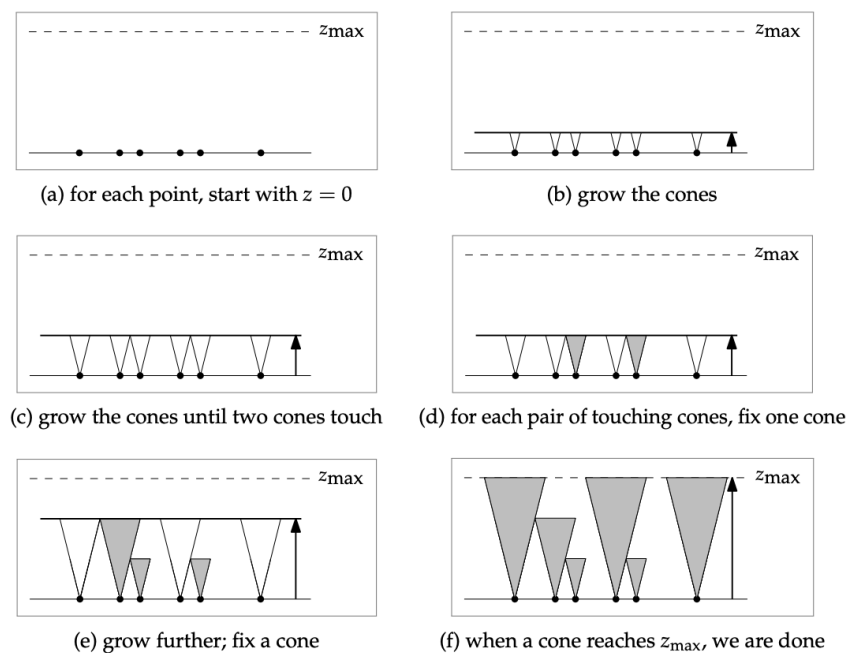 zmax
zmax
(a) for each point, start with z = 0
(b) grow the cones
zmax
zmax
(c) grow the cones until two cones touch
(d) for each pair of touching cones, fix one cone
zmax
zmax
(e) grow further; fix a cone
(f) when a cone reaches zmax, we are done